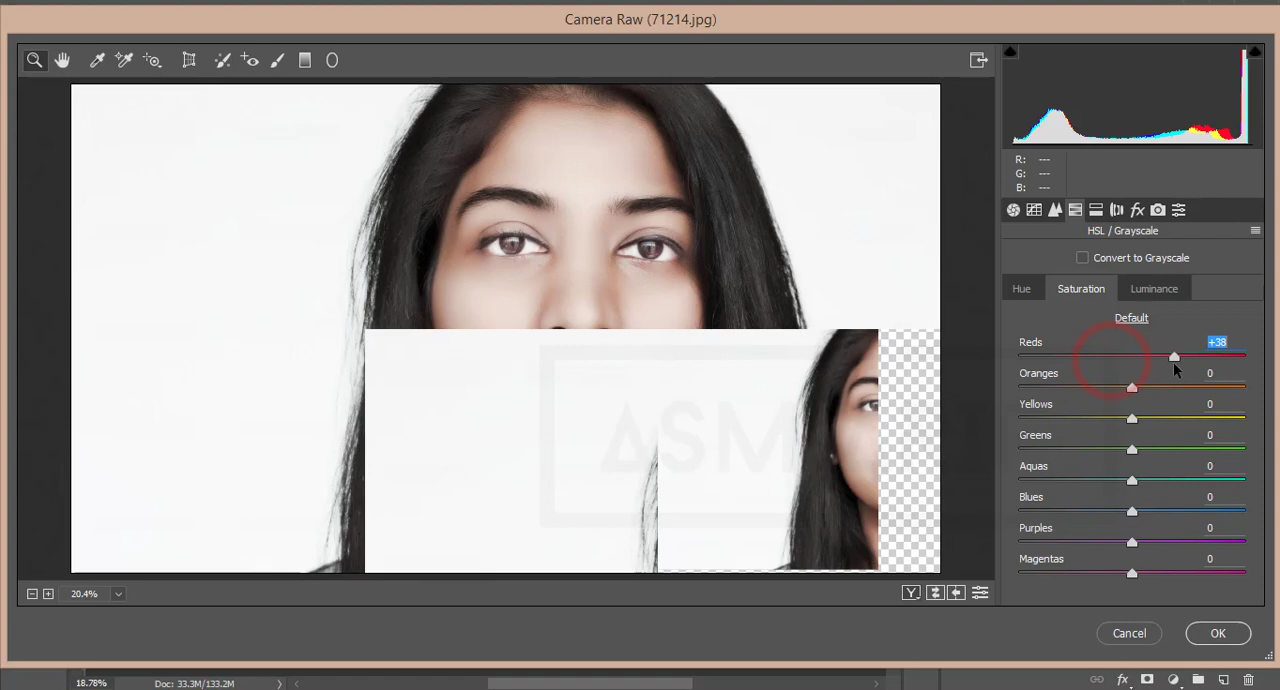 Camera Raw (71214.jpg)
R: ---
G: ---
B: ---
HSL / Grayscale
Convert to Grayscale
Hue Saturation Luminance
Default
Reds +38
Oranges 0
Yellows 0
Greens 0
Aquas 0
Blues 0
Purples 0
Magentas 0
20.4%
Y
Cancel OK
18.78% Doc: 33.3M/133.2M
fx